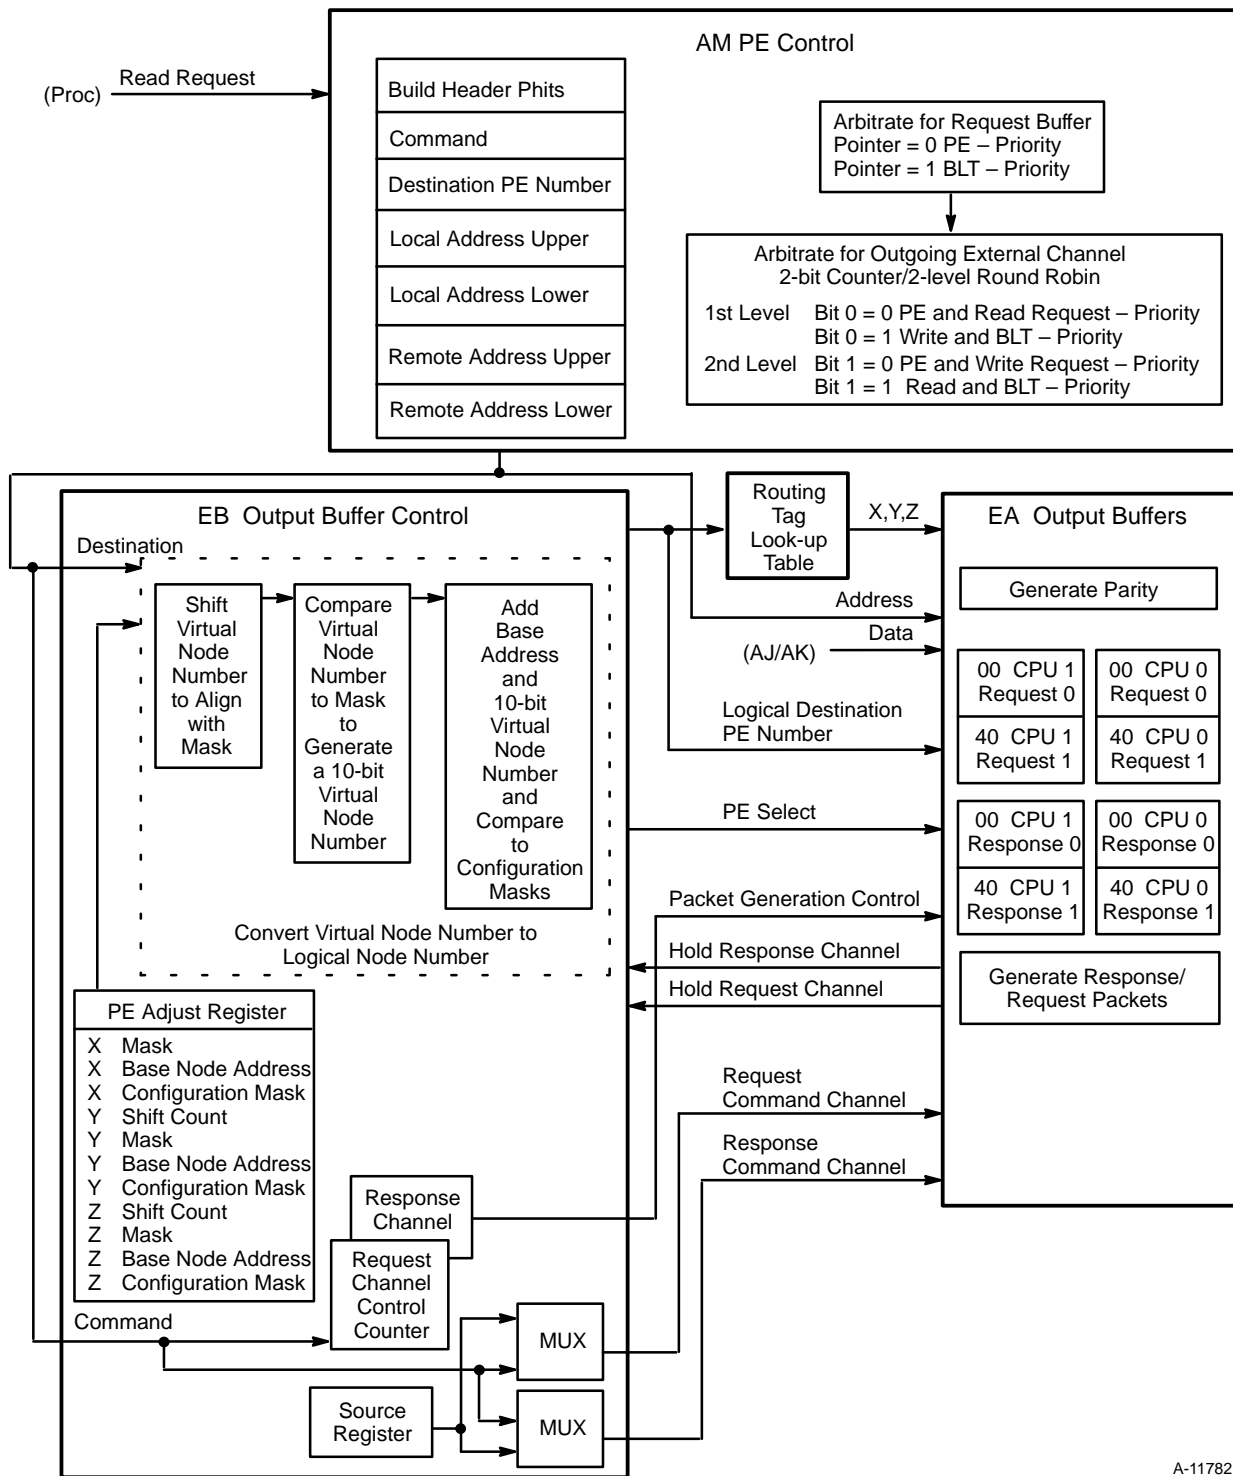 AM PE Control
Read Request
(Proc)
Build Header Phits
Command
Destination PE Number
Local Address Upper
Local Address Lower
Remote Address Upper
Remote Address Lower
Arbitrate for Request Buffer
Pointer = 0 PE – Priority
Pointer = 1 BLT – Priority
Arbitrate for Outgoing External Channel
2-bit Counter/2-level Round Robin
1st Level Bit 0 = 0 PE and Read Request – Priority
Bit 0 = 1 Write and BLT – Priority
2nd Level Bit 1 = 0 PE and Write Request – Priority
Bit 1 = 1 Read and BLT – Priority
EB Output Buffer Control
Destination
Shift
Virtual
Node
Number
to Align
with
Mask
Compare
Virtual
Node
Number
to Mask
to
Generate
a 10-bit
Virtual
Node
Number
Add
Base
Address
and
10-bit
Virtual
Node
Number
and
Compare
to
Configuration
Masks
Convert Virtual Node Number to
Logical Node Number
PE Adjust Register
X Mask
X Base Node Address
X Configuration Mask
Y Shift Count
Y Mask
Y Base Node Address
Y Configuration Mask
Z Shift Count
Z Mask
Z Base Node Address
Z Configuration Mask
Response
Channel
Request
Channel
Control
Counter
Command
MUX
Source
Register
MUX
Routing
Tag
Look-up
Table
X,Y,Z
Address
Data
(AJ/AK)
Logical Destination
PE Number
PE Select
Packet Generation Control
Hold Response Channel
Hold Request Channel
Request
Command Channel
Response
Command Channel
EA Output Buffers
Generate Parity
00 CPU 1
Request 0
00 CPU 0
Request 0
40 CPU 1
Request 1
40 CPU 0
Request 1
00 CPU 1
Response 0
00 CPU 0
Response 0
40 CPU 1
Response 1
40 CPU 0
Response 1
Generate Response/
Request Packets
A-11782